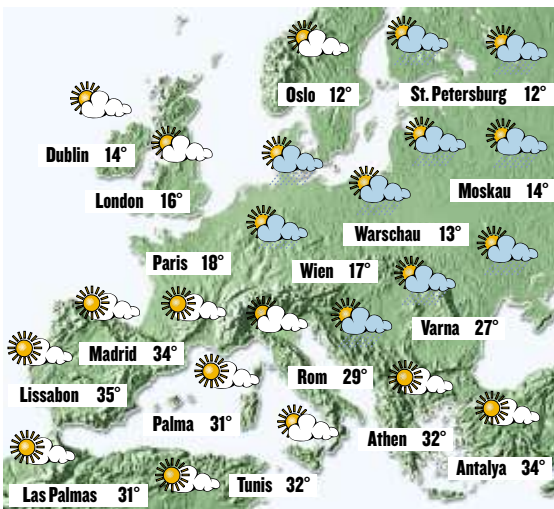 Oslo 12°
St. Petersburg 12°
Dublin 14°
London 16°
Moskau 14°
Warschau 13°
Paris 18°
Wien 17°
Varna 27°
Madrid 34°
Rom 29°
Lissabon 35°
Palma 31°
Athen 32°
Antalya 34°
Las Palmas 31°
Tunis 32°